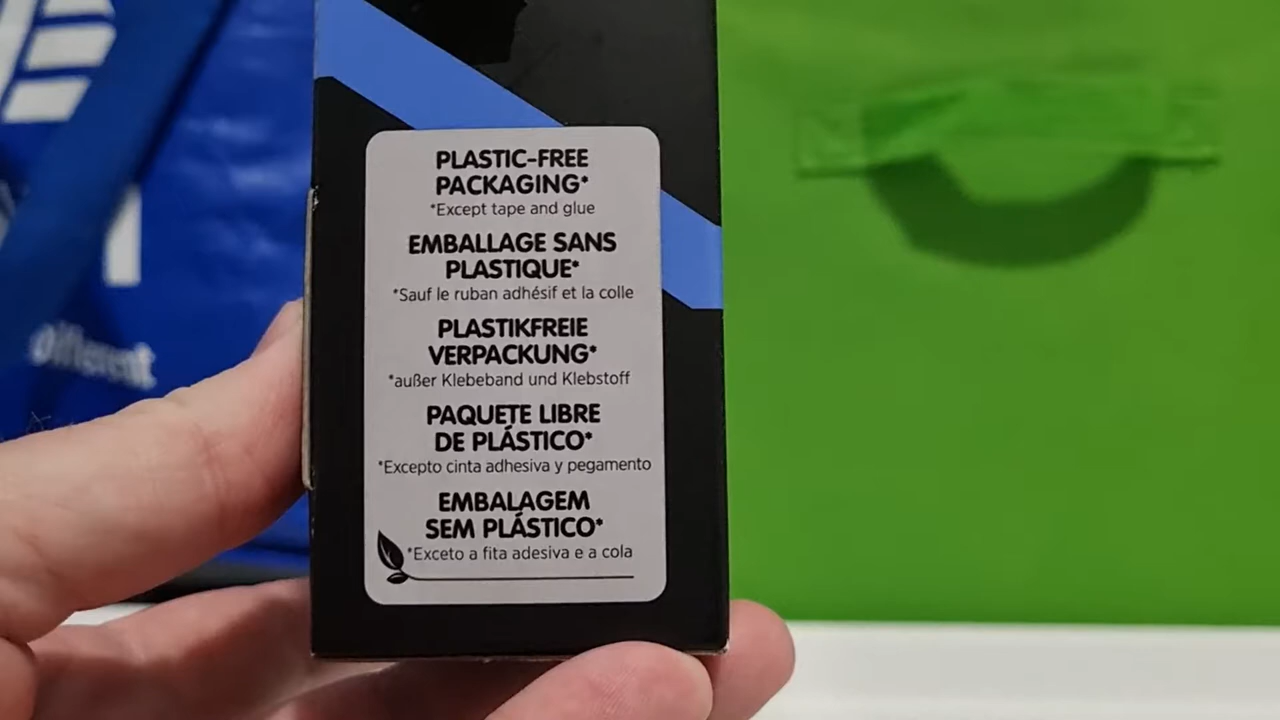 PLASTIC-FREE
PACKAGING*
*Except tape and glue
EMBALLAGE SANS
PLASTIQUE*
*Sauf le ruban adhésif et la colle
PLASTIKFREIE
VERPACKUNG*
*außer Klebeband und Klebstoff
PAQUETE LIBRE
DE PLÁSTICO*
*Excepto cinta adhesiva y pegamento
EMBALAGEM
SEM PLÁSTICO*
*Exceto a fita adesiva e a cola
different